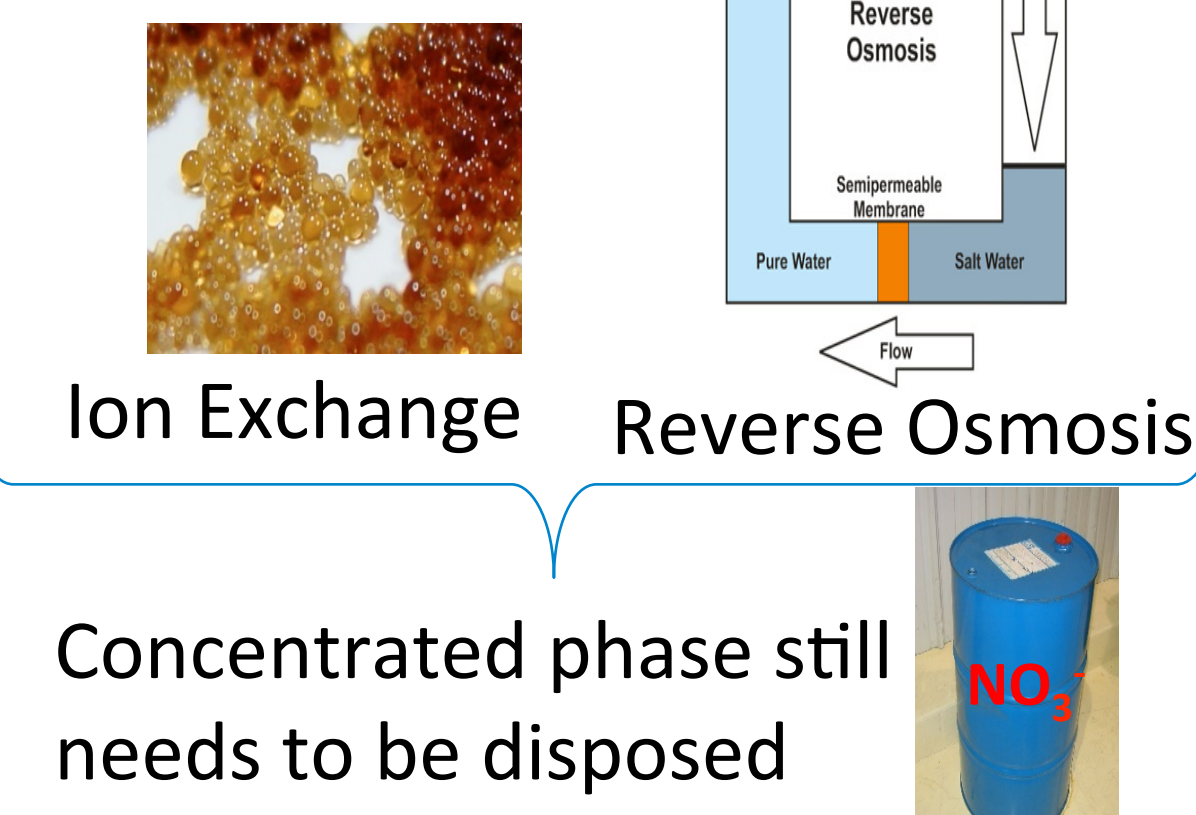 Reverse
Osmosis
Semipermeable
Membrane
Pure Water
Salt Water
Flow
Ion Exchange
Reverse Osmosis
Concentrated phase still
needs to be disposed
NO3-